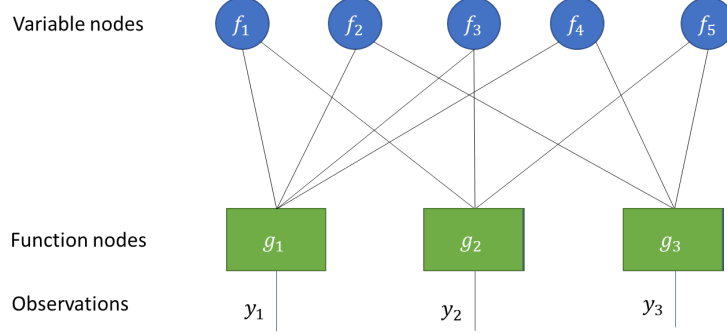 Variable nodes f₁ f₂ f₃ f₄ f₅
Function nodes g₁ g₂ g₃
Observations y₁ y₂ y₃